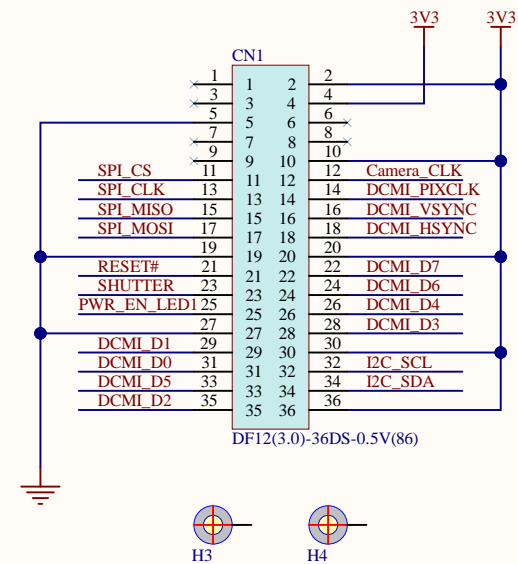 3V3 3V3
CN1
1 1 2 2
3 3 4 4
5 5 6 6
7 7 8 8
9 9 10 10
SPI_CS 11 11 12 12 Camera_CLK
SPI_CLK 13 13 14 14 DCMI_PIXCLK
SPI_MISO 15 15 16 16 DCMI_VSYNC
SPI_MOSI 17 17 18 18 DCMI_HSYNC
19 19 20 20
RESET# 21 21 22 22 DCMI_D7
SHUTTER 23 23 24 24 DCMI_D6
PWR_EN_LED1 25 25 26 26 DCMI_D4
27 27 28 28 DCMI_D3
DCMI_D1 29 29 30 30
DCMI_D0 31 31 32 32 I2C_SCL
DCMI_D5 33 33 34 34 I2C_SDA
DCMI_D2 35 35 36 36
DF12(3.0)-36DS-0.5V(86)
H3 H4